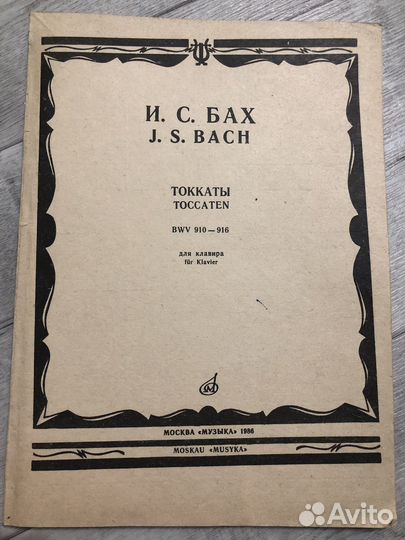 И. С. БАХ
J. S. BACH
ТОККАТЫ
TOCCATEN
BWV 910—916
для клавира
für Klavier
МОСКВА «МУЗЫКА» 1986
MOSKAU «MUSYKA»
Avito